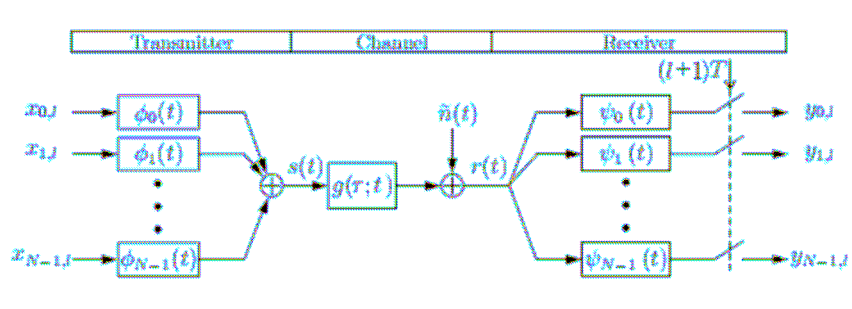 Transmitter Channel Receiver
(l+1)T
x0,l ϕ0(t) ñ(t) ψ0(t) y0,l
x1,l ϕ1(t) s(t) r(t) ψ1(t) y1,l
g(τ;t)
xN−1,l ϕN−1(t) ψN−1(t) yN−1,l